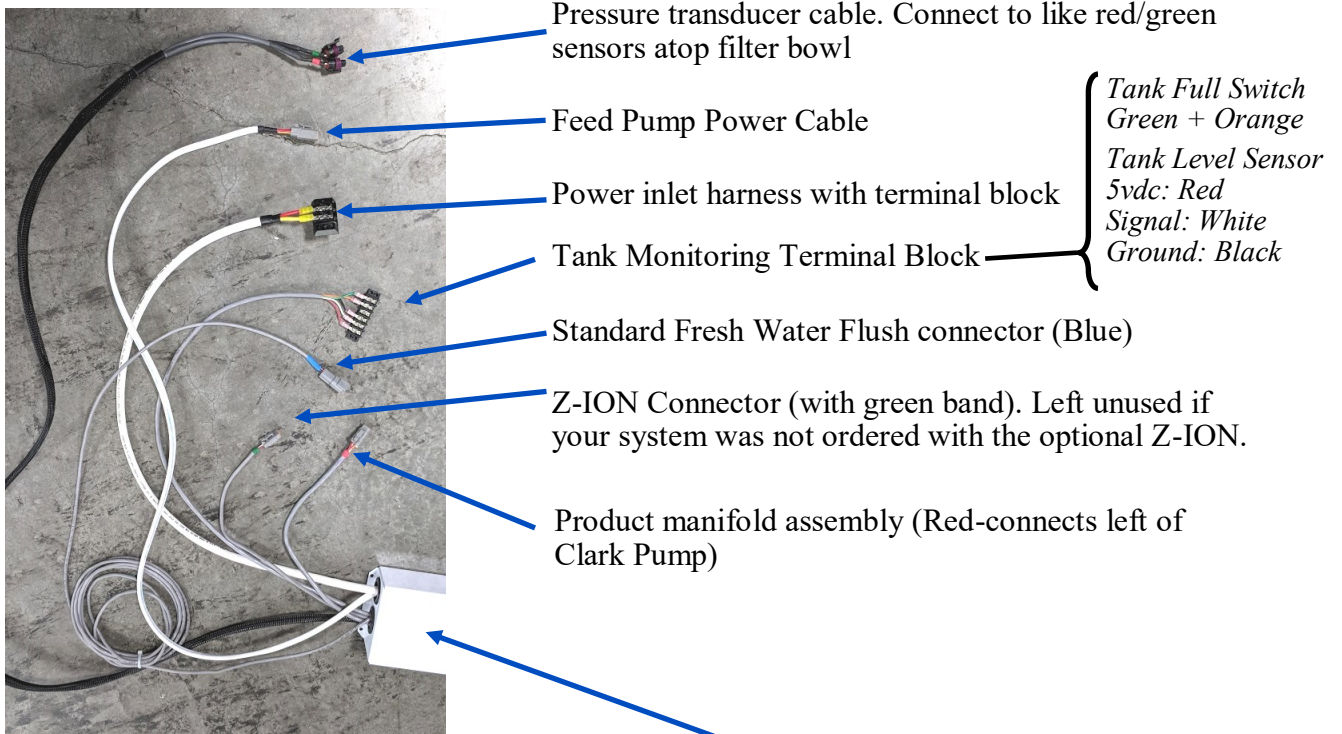 Pressure transducer cable. Connect to like red/green
sensors atop filter bowl
Feed Pump Power Cable
Power inlet harness with terminal block
Tank Monitoring Terminal Block
Tank Full Switch
Green + Orange
Tank Level Sensor
5vdc: Red
Signal: White
Ground: Black
Standard Fresh Water Flush connector (Blue)
Z-ION Connector (with green band). Left unused if
your system was not ordered with the optional Z-ION.
Product manifold assembly (Red-connects left of
Clark Pump)